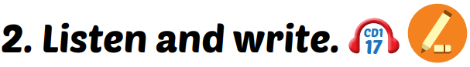 2. Listen and write. CD1
17